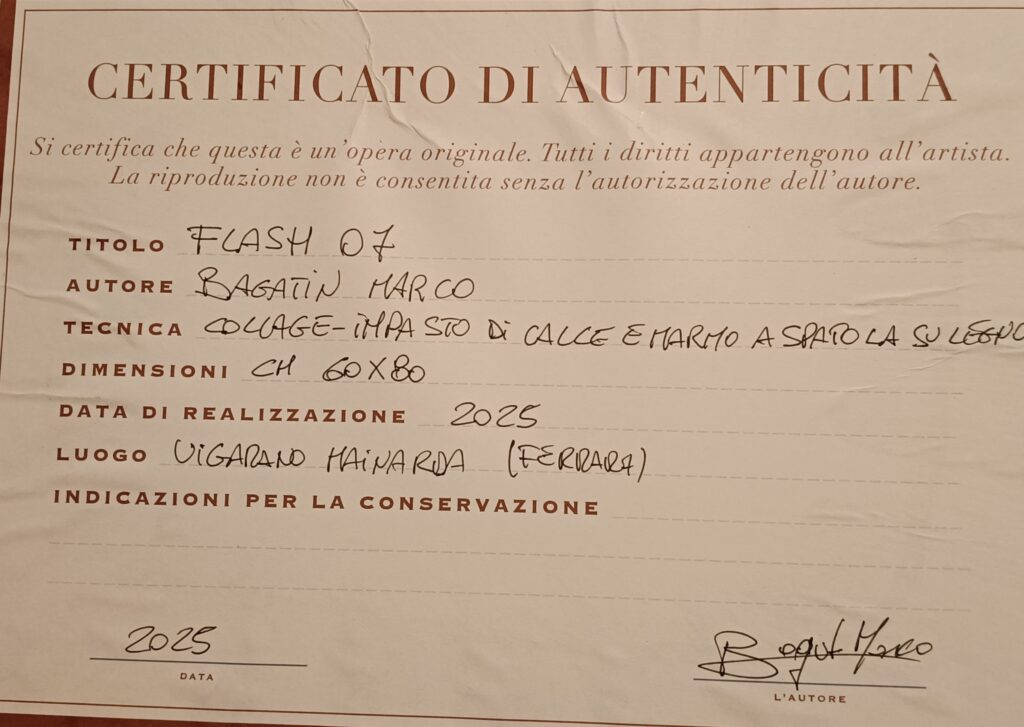 CERTIFICATO DI AUTENTICITÀ
Si certifica che questa è un'opera originale. Tutti i diritti appartengono all'artista.
La riproduzione non è consentita senza l'autorizzazione dell'autore.
TITOLO FLASH 07
AUTORE BAGATIN MARCO
TECNICA COLLAGE-IMPASTO DI CALCE E MARMO A SPATOLA SU LEGNO
DIMENSIONI CM 60X80
DATA DI REALIZZAZIONE 2025
LUOGO VIGARANO MAINARDA (FERRARA)
INDICAZIONI PER LA CONSERVAZIONE
2025
DATA
Marco
L'AUTORE